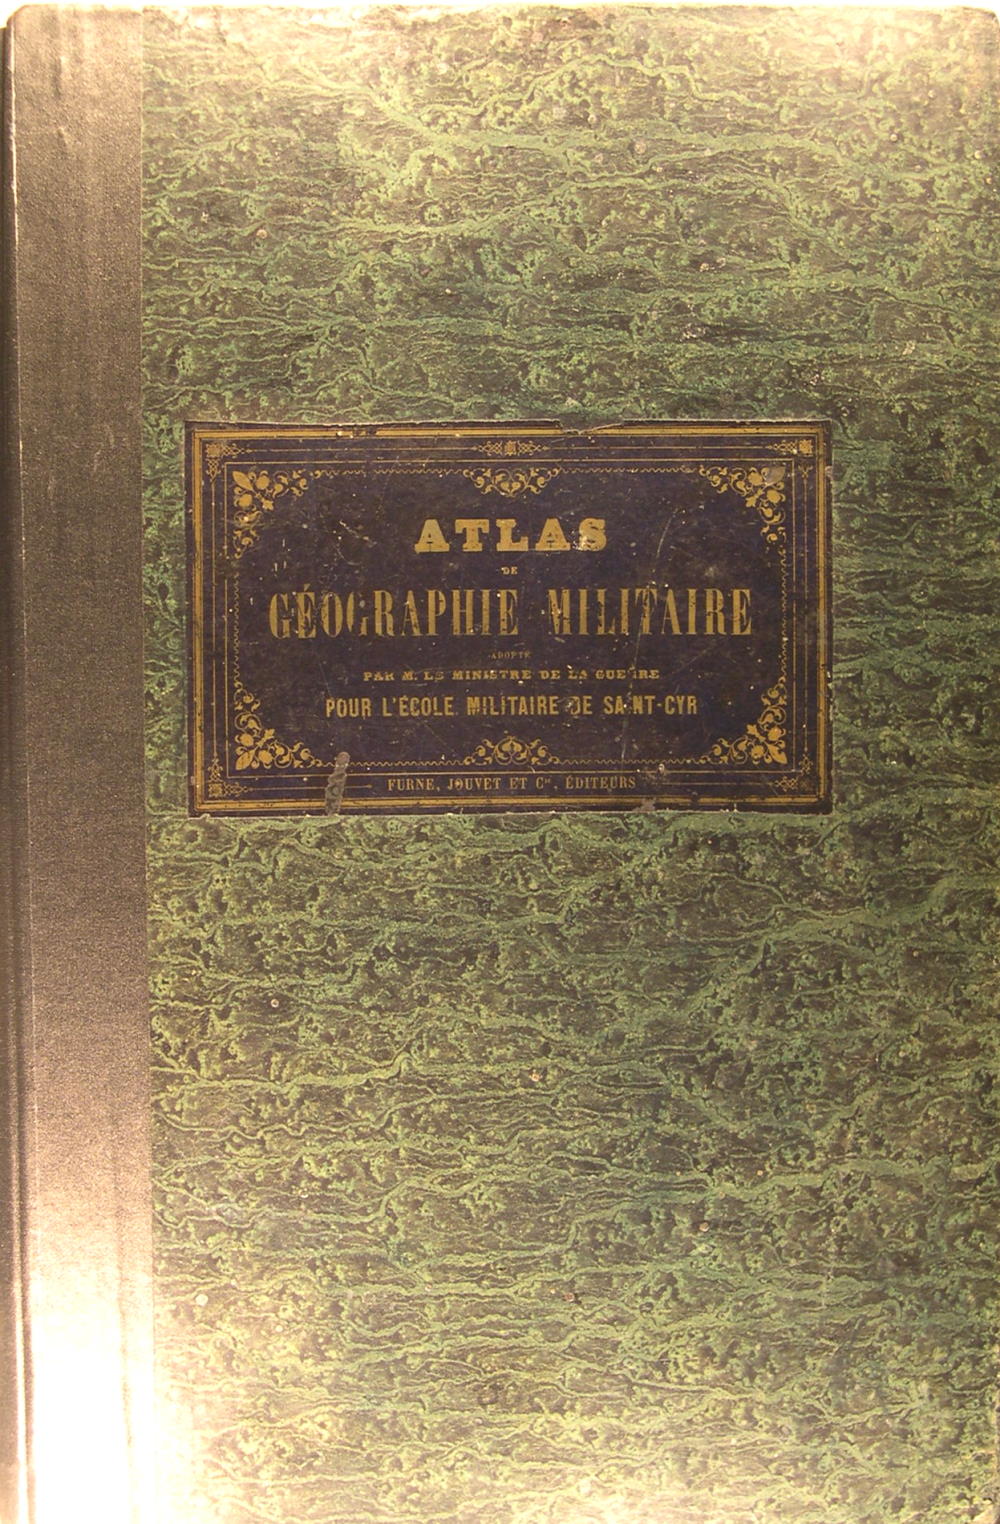 ATLAS
DE
GÉOGRAPHIE MILITAIRE
ADOPTÉ
PAR M. LE MINISTRE DE LA GUERRE
POUR L'ÉCOLE MILITAIRE DE SAINT-CYR
FURNE, JOUVET ET Cie, ÉDITEURS